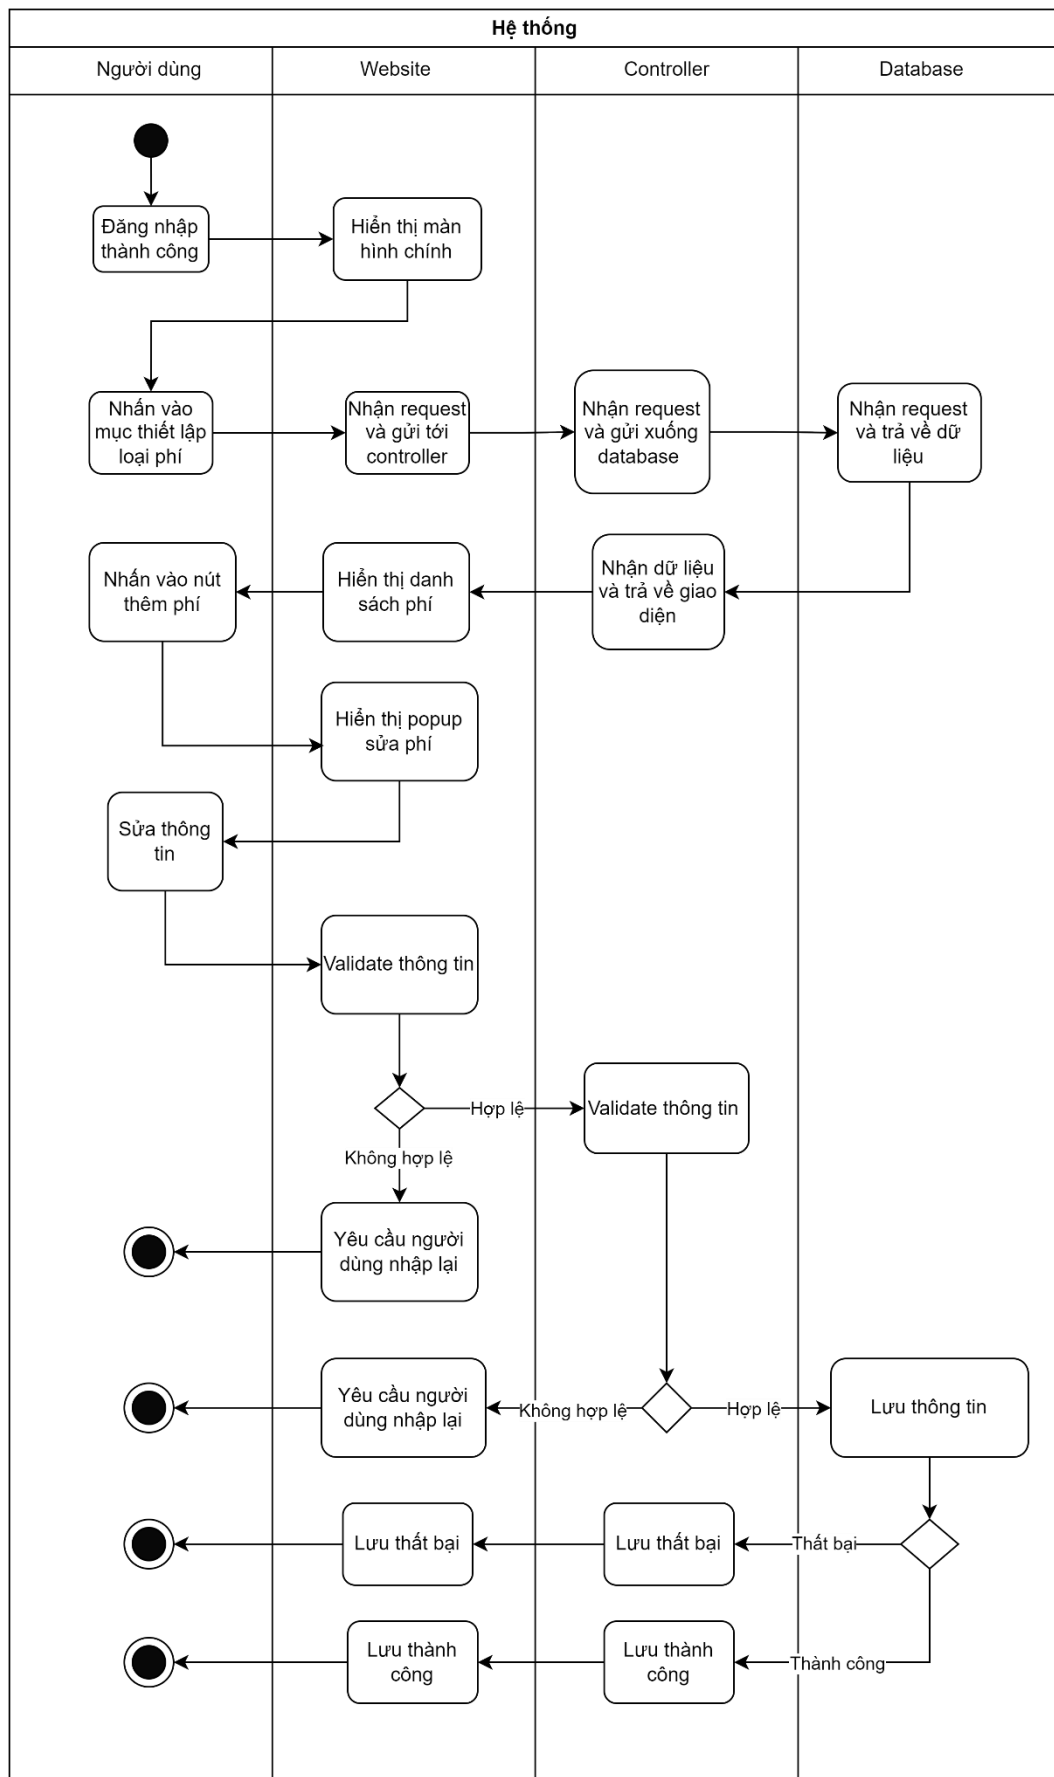 Hệ thống
Người dùng
Website
Controller
Database
Đăng nhập
thành công
Hiển thị màn
hình chính
Nhấn vào
mục thiết lập
loại phí
Nhận request
và gửi tới
controller
Nhận request
và gửi xuống
database
Nhận request
và trả về dữ
liệu
Nhấn vào nút
thêm phí
Hiển thị danh
sách phí
Nhận dữ liệu
và trả về giao
diện
Hiển thị popup
sửa phí
Sửa thông
tin
Validate thông tin
Hợp lệ
Validate thông tin
Không hợp lệ
Yêu cầu người
dùng nhập lại
Yêu cầu người
dùng nhập lại
Không hợp lệ
Hợp lệ
Lưu thông tin
Lưu thất bại
Lưu thất bại
Thất bại
Lưu thành
công
Lưu thành
công
Thành công